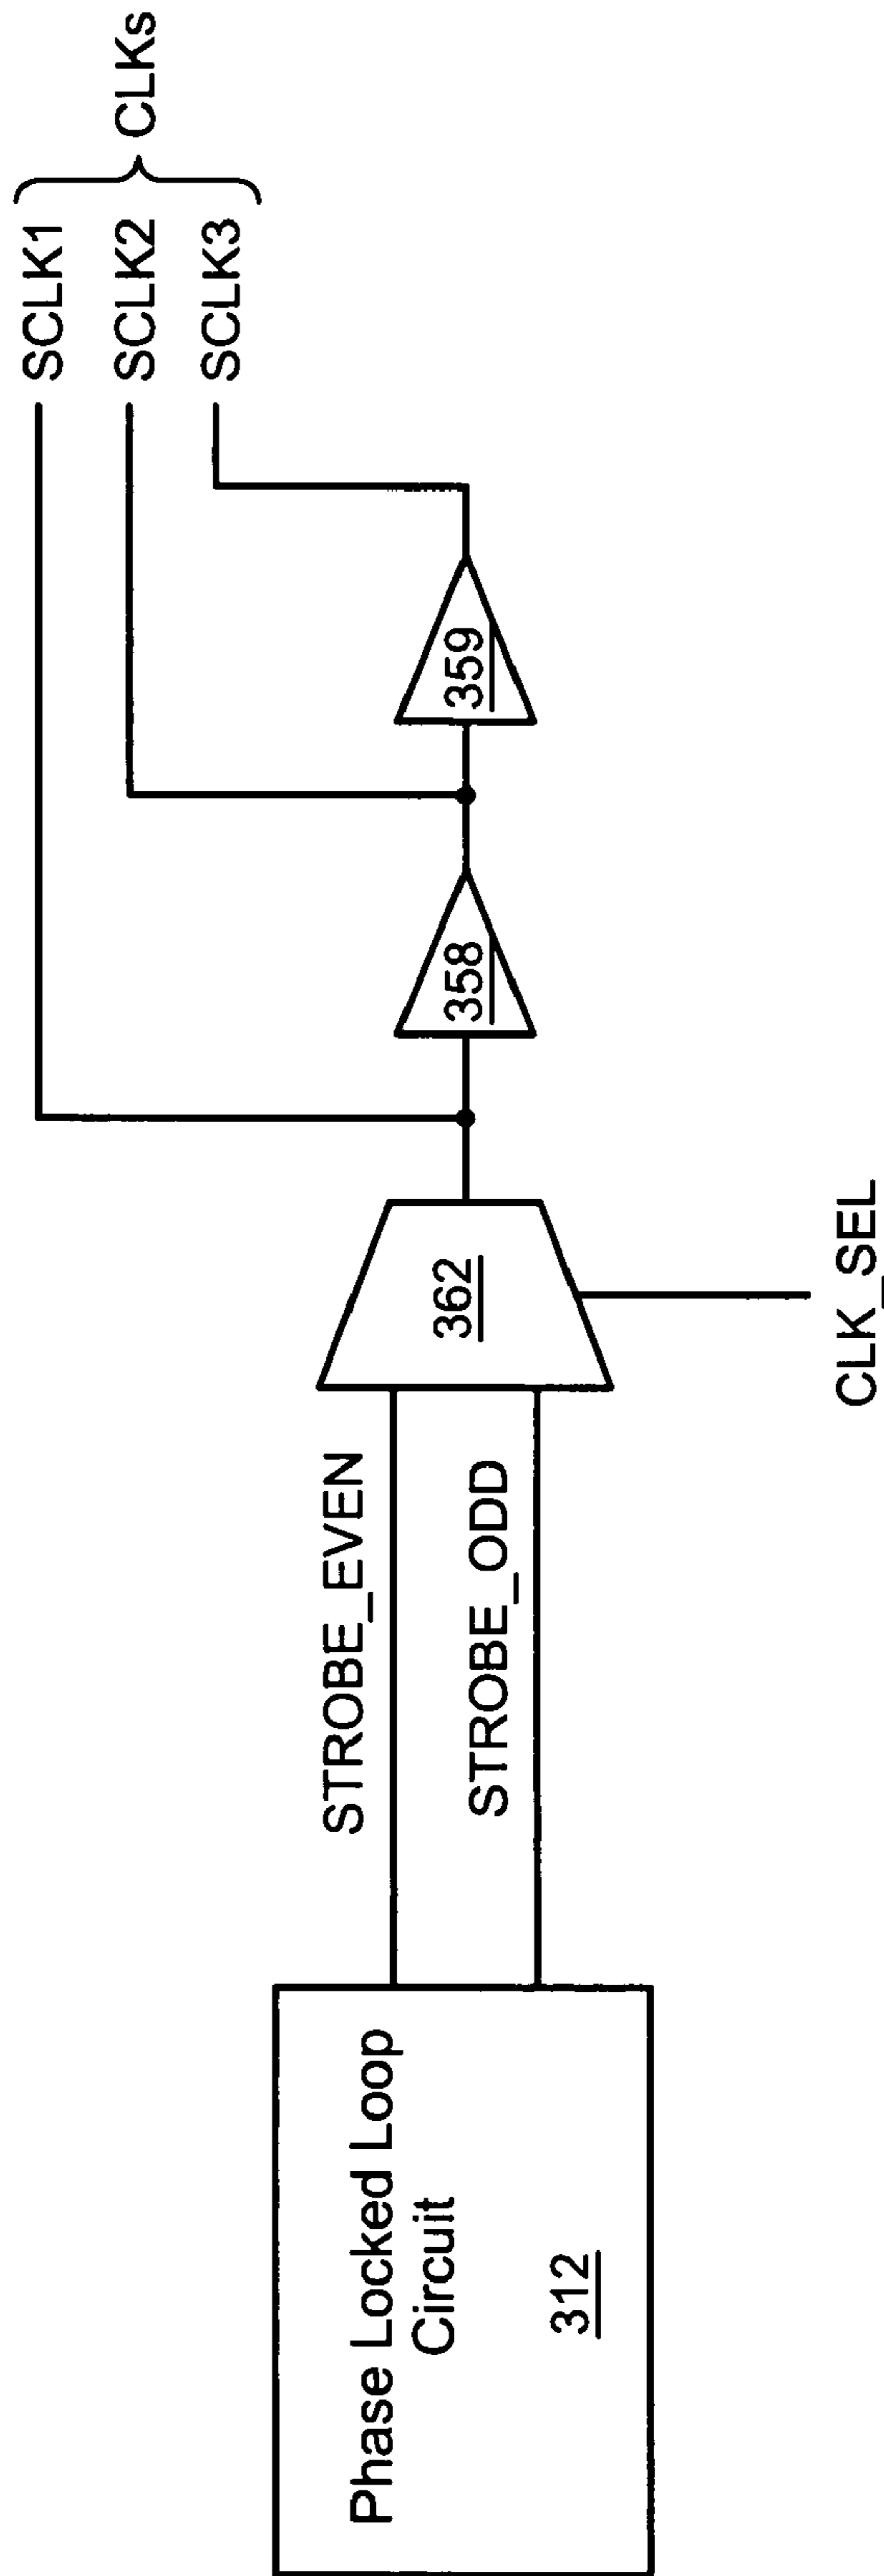 Phase Locked Loop
Circuit
312
STROBE_EVEN
STROBE_ODD
362
CLK_SEL
358
359
SCLK1
SCLK2
SCLK3
CLKs